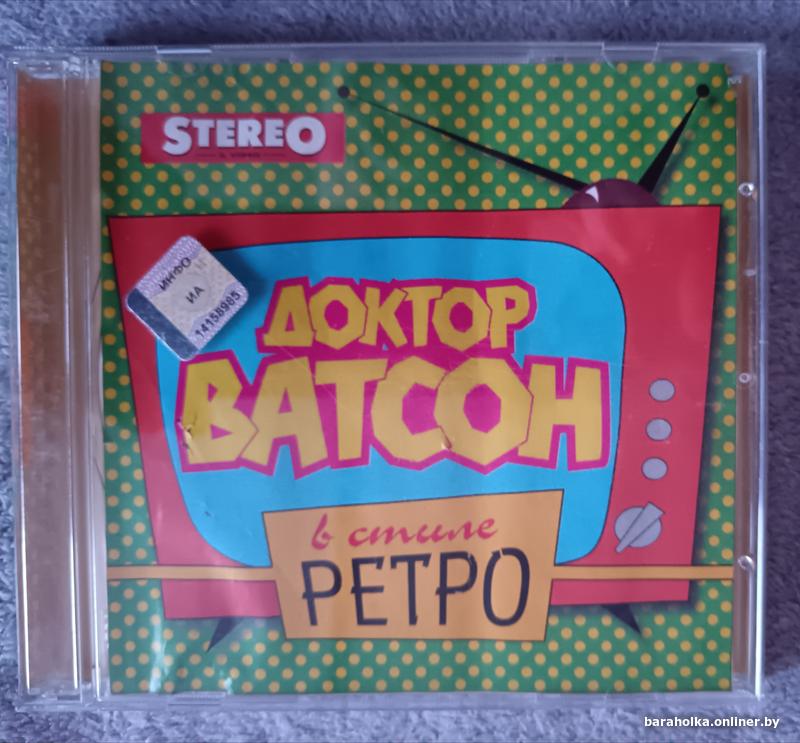 STEREO
ИНФО
ИА
14158985
ДОКТОР
ВАТСОН
в стиле
РЕТРО
baraholka.onliner.by